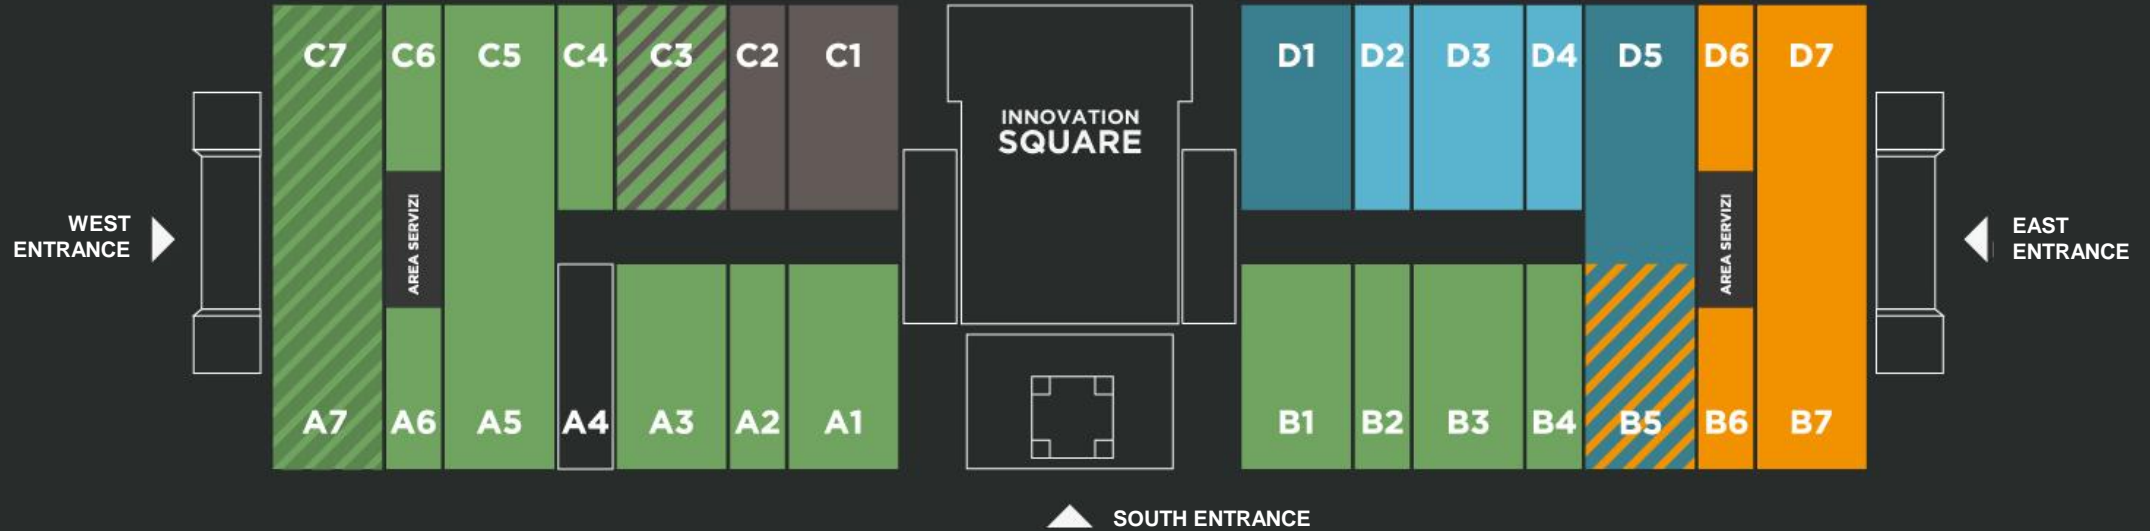 C7 C6 C5 C4 C3 C2 C1 D1 D2 D3 D4 D5 D6 D7
INNOVATION
SQUARE
WEST
ENTRANCE
AREA SERVIZI
AREA SERVIZI
EAST
ENTRANCE
A7 A6 A5 A4 A3 A2 A1 B1 B2 B3 B4 B5 B6 B7
SOUTH ENTRANCE